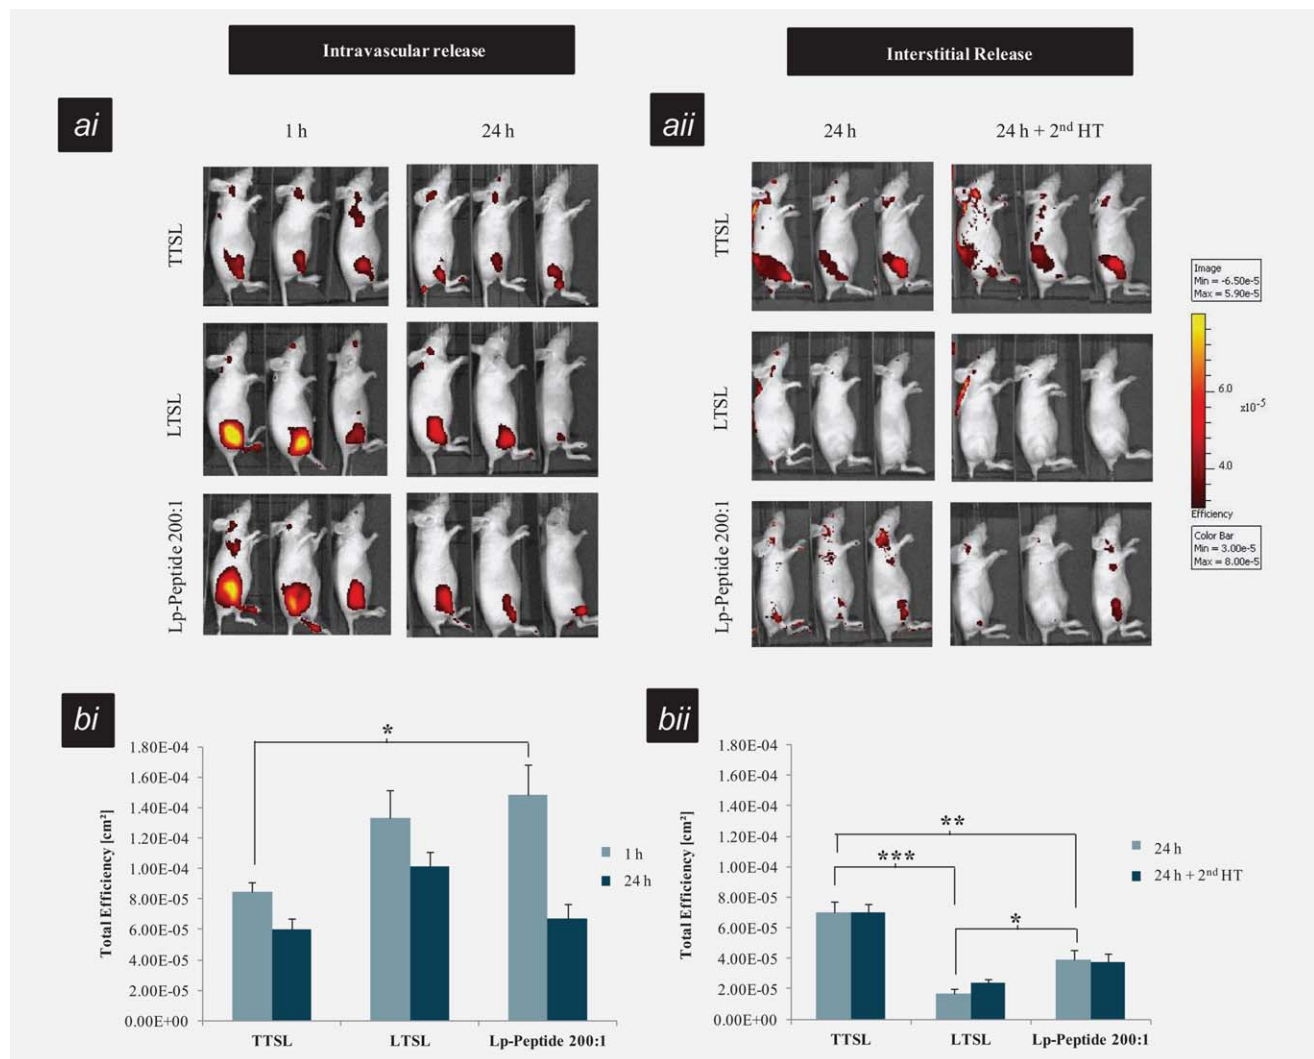 Intravascular release
Interstitial Release
ai
1 h
24 h
aii
24 h
24 h + 2nd HT
TTSL
LTSL
Lp-Peptide 200:1
TTSL
LTSL
Lp-Peptide 200:1
Image
Min = -6.50e-5
Max = 5.90e-5
6.0
x10⁻⁵
4.0
Efficiency
Color Bar
Min = 3.00e-5
Max = 8.00e-5
bi
Total Efficiency [cm²]
1.80E-04
1.60E-04
1.40E-04
1.20E-04
1.00E-04
8.00E-05
6.00E-05
4.00E-05
2.00E-05
0.00E+00
*
1 h
24 h
TTSL
LTSL
Lp-Peptide 200:1
bii
Total Efficiency [cm²]
1.80E-04
1.60E-04
1.40E-04
1.20E-04
1.00E-04
8.00E-05
6.00E-05
4.00E-05
2.00E-05
0.00E+00
**
***
*
24 h
24 h + 2nd HT
TTSL
LTSL
Lp-Peptide 200:1